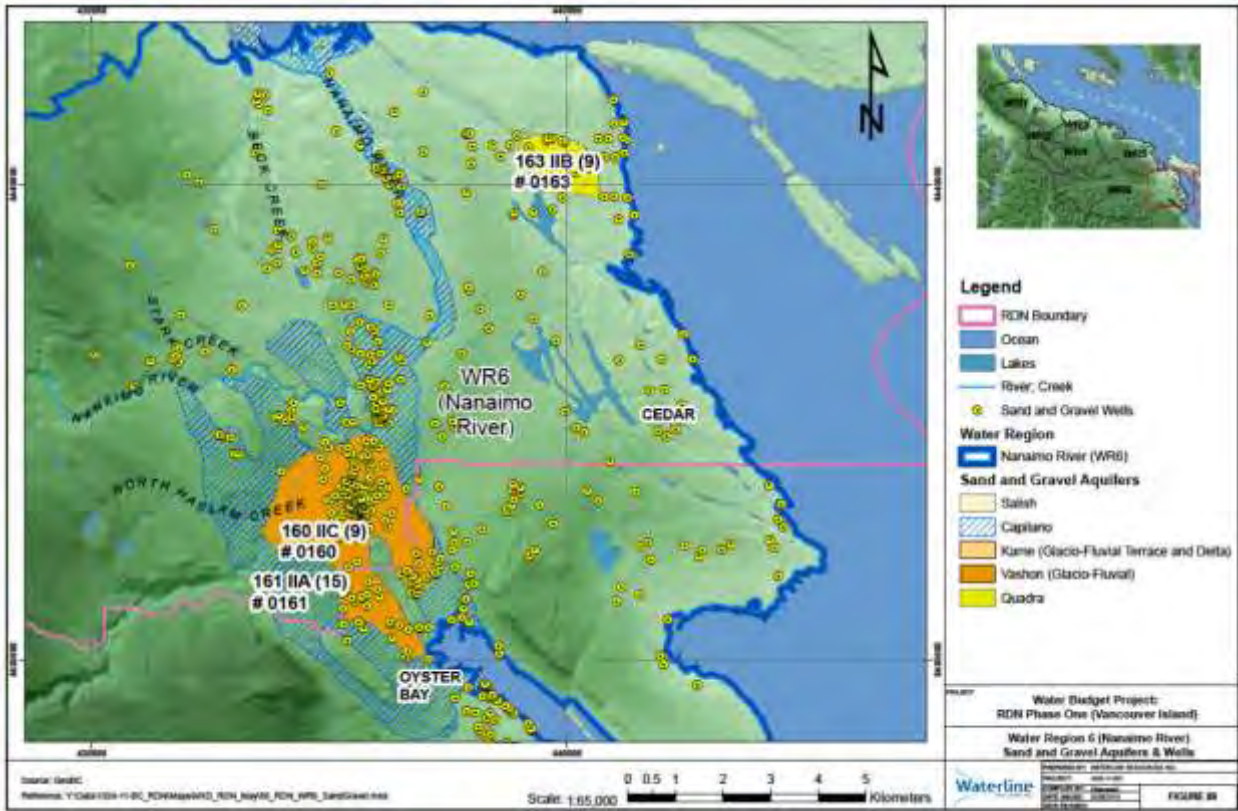 163 IIB (9)
# 0163
BECK CREEK
STARK CREEK
NANAIMO RIVER
NORTH HASLAM CREEK
WR6
(Nanaimo
River)
CEDAR
160 IIC (9)
# 0160
161 IIA (15)
# 0161
OYSTER
BAY
N
Legend
RDN Boundary
Ocean
Lakes
River; Creek
Sand and Gravel Wells
Water Region
Nanaimo River (WR6)
Sand and Gravel Aquifers
Salish
Capilano
Kame (Glacio-Fluvial Terrace and Delta)
Vashon (Glacio-Fluvial)
Quadra
PROJECT
Water Budget Project:
RDN Phase One (Vancouver Island)
Water Region 6 (Nanaimo River)
Sand and Gravel Aquifers & Wells
Waterline
Source: GeoBC
Scale: 1:65,000
0 0.5 1 2 3 4 5
Kilometers